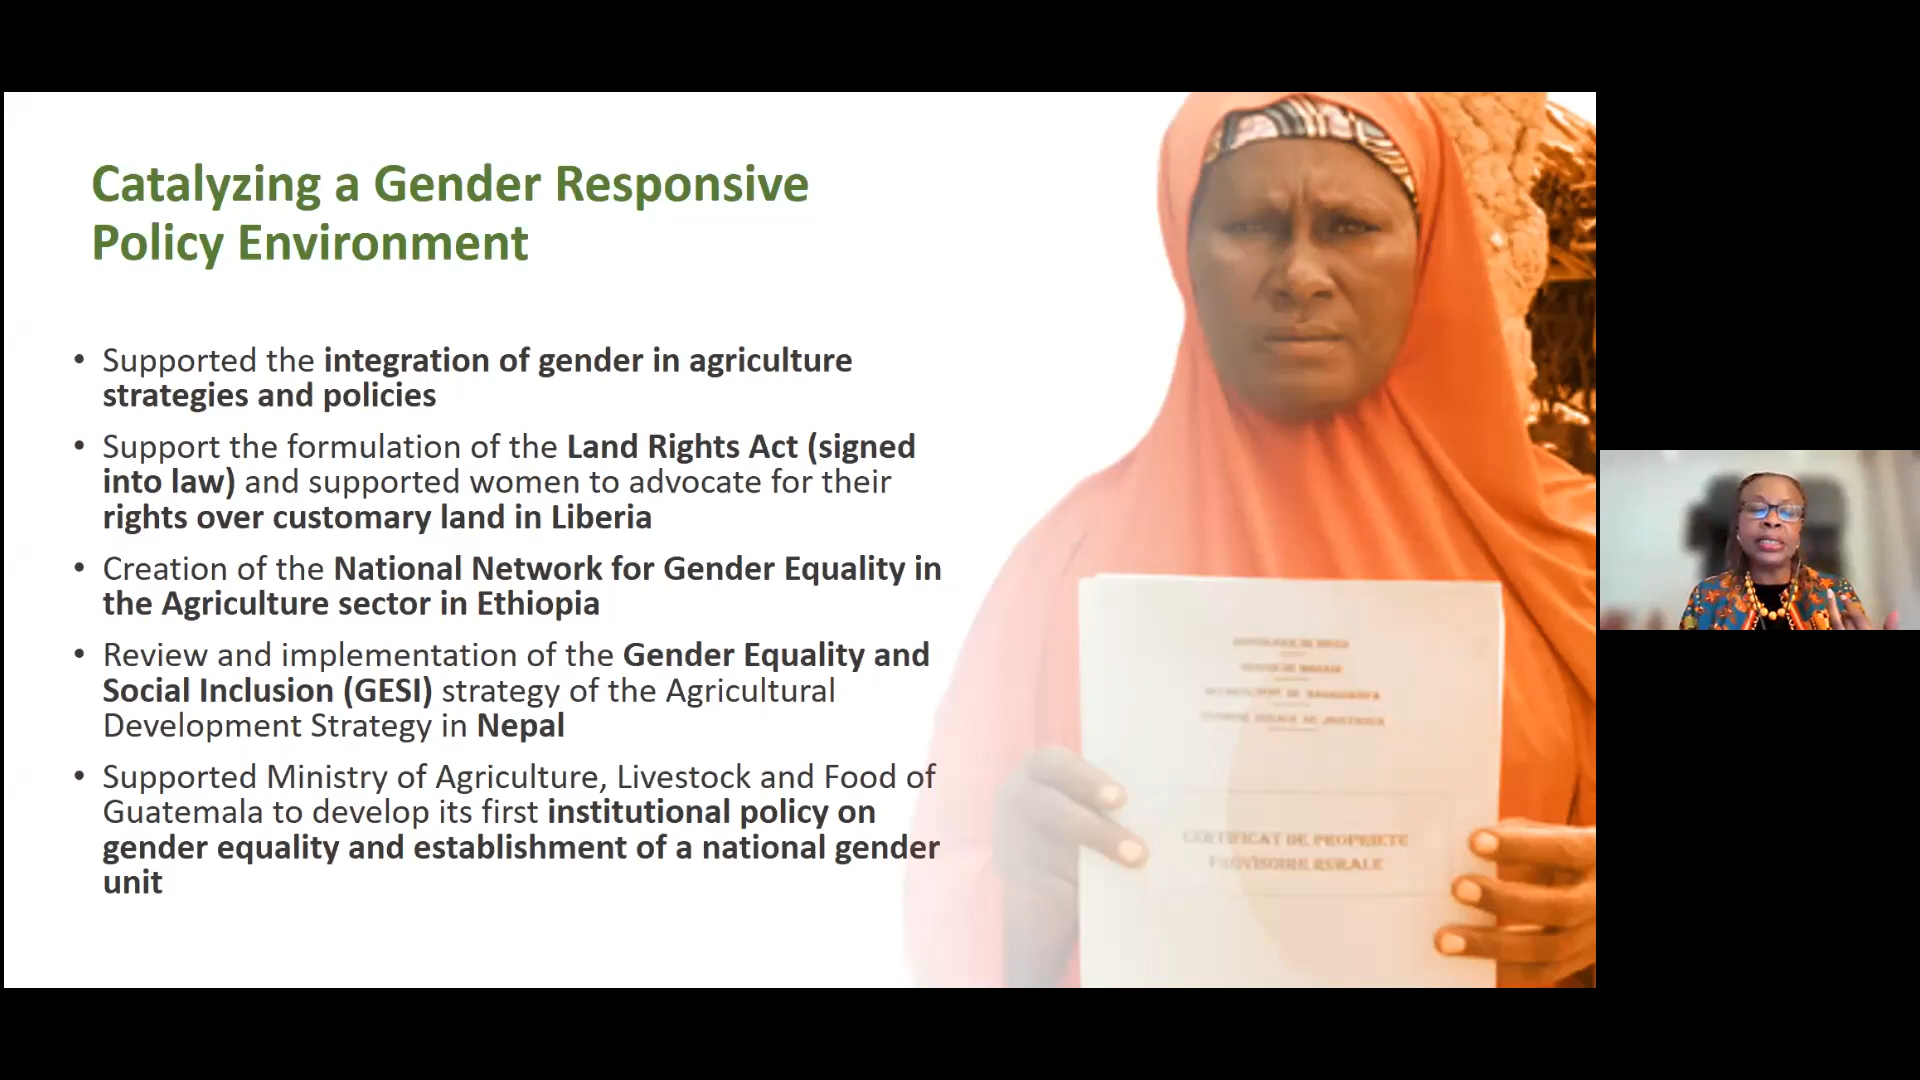 Catalyzing a Gender Responsive
Policy Environment
• Supported the integration of gender in agriculture
strategies and policies
• Support the formulation of the Land Rights Act (signed
into law) and supported women to advocate for their
rights over customary land in Liberia
• Creation of the National Network for Gender Equality in
the Agriculture sector in Ethiopia
• Review and implementation of the Gender Equality and
Social Inclusion (GESI) strategy of the Agricultural
Development Strategy in Nepal
• Supported Ministry of Agriculture, Livestock and Food of
Guatemala to develop its first institutional policy on
gender equality and establishment of a national gender
unit
CERTIFICAT DE PROPRIETE
PROVISOIRE RURALE